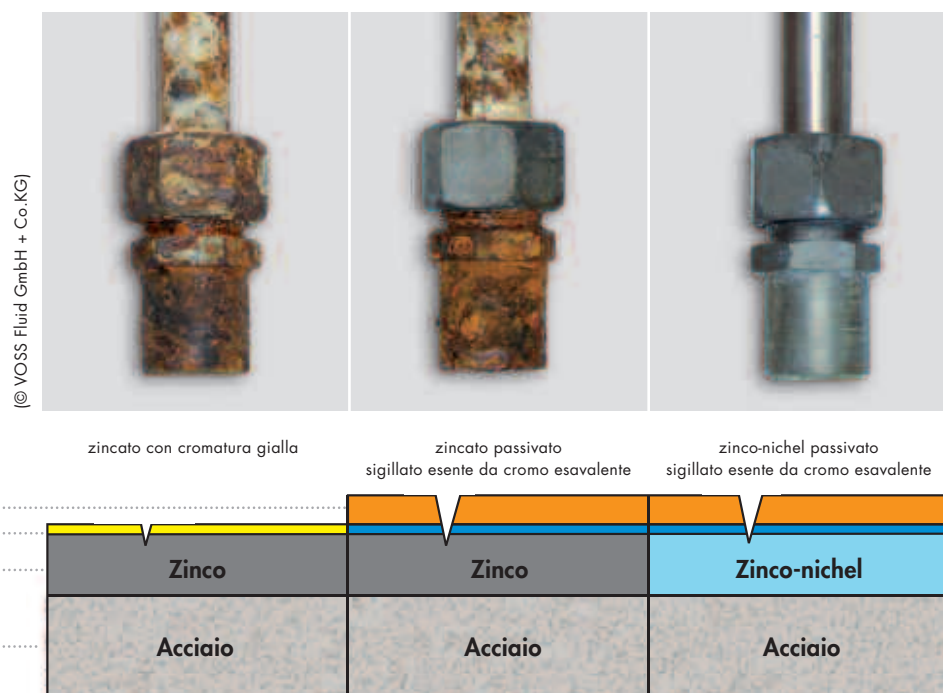 (© VOSS Fluid GmbH + Co.KG)
zincato con cromatura gialla
zincato passivato
sigillato esente da cromo esavalente
zinco-nichel passivato
sigillato esente da cromo esavalente
Zinco
Zinco
Zinco-nichel
Acciaio
Acciaio
Acciaio